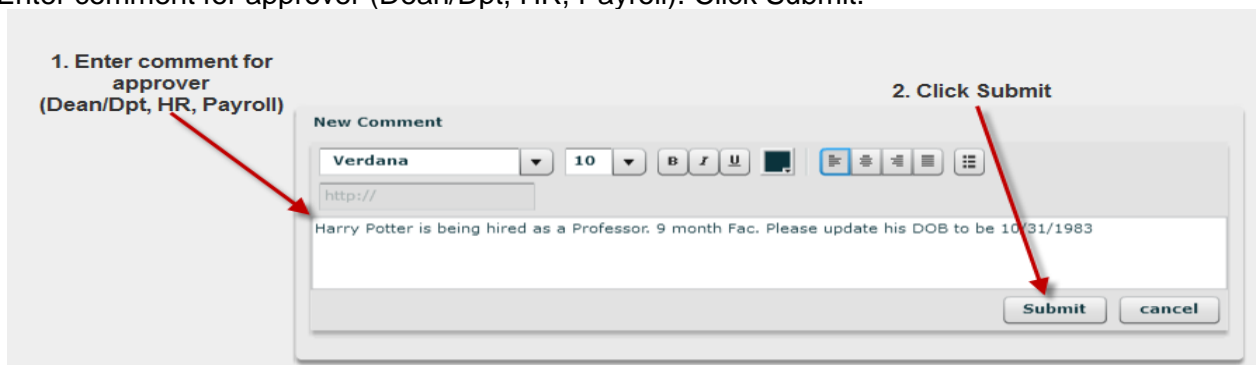 Enter comment for approver (Dean/Dpt, HR, Payroll). Click Submit.
1. Enter comment for
approver
(Dean/Dpt, HR, Payroll)
2. Click Submit
New Comment
Verdana 10 B I U
http://
Harry Potter is being hired as a Professor. 9 month Fac. Please update his DOB to be 10/31/1983
Submit cancel